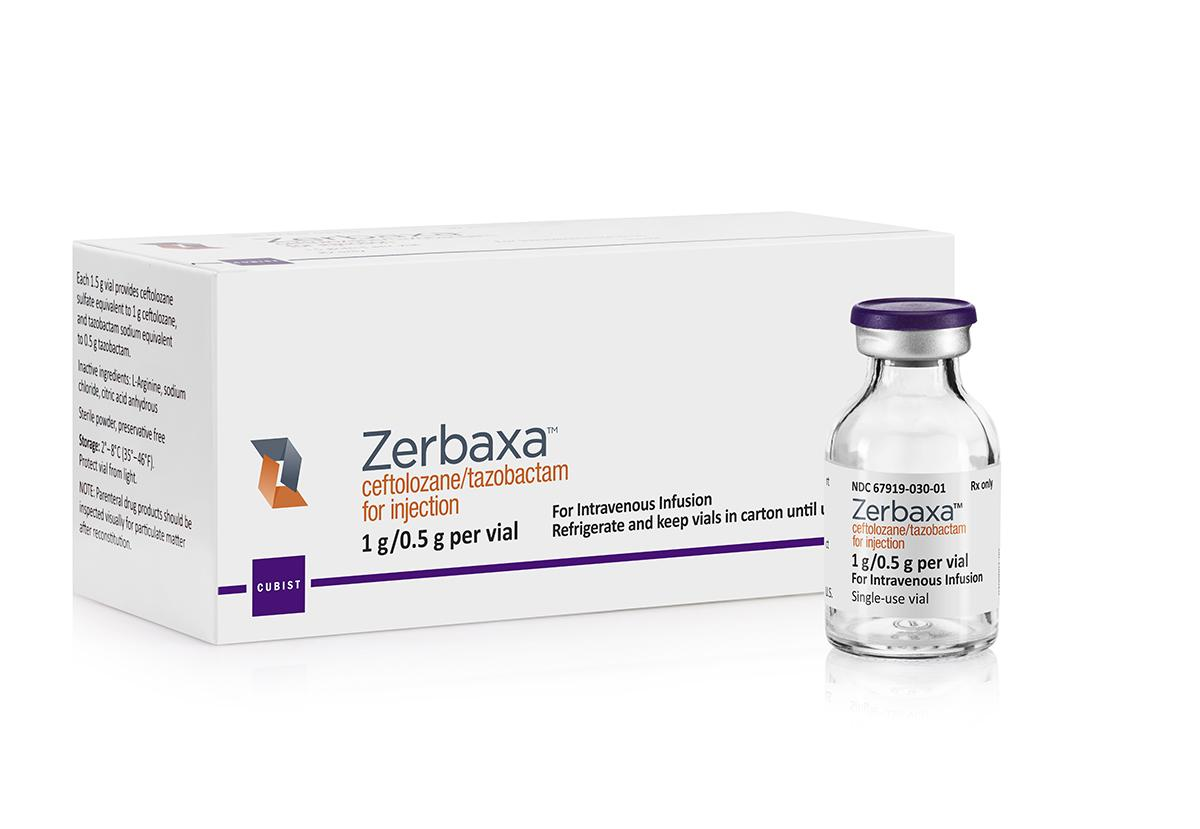 Zerbaxa
CUBIST
Each 1.5 g vial provides ceftolozane
sulfate equivalent to 1 g ceftolozane,
and tazobactam sodium equivalent
to 0.5 g tazobactam.
Inactive ingredients: L-Arginine, sodium
chloride, citric acid anhydrous
Sterile powder, preservative free
Storage: 2°–8°C (35°–46°F).
Protect vial from light.
NOTE: Parenteral drug products should be
inspected visually for particulate matter
after reconstitution.
Zerbaxa™
ceftolozane/tazobactam
for injection
1 g/0.5 g per vial
For Intravenous Infusion
Refrigerate and keep vials in carton until
CUBIST
NDC 67919-030-01 Rx only
Zerbaxa™
ceftolozane/tazobactam
for injection
1 g/0.5 g per vial
For Intravenous Infusion
Single-use vial
U.S.